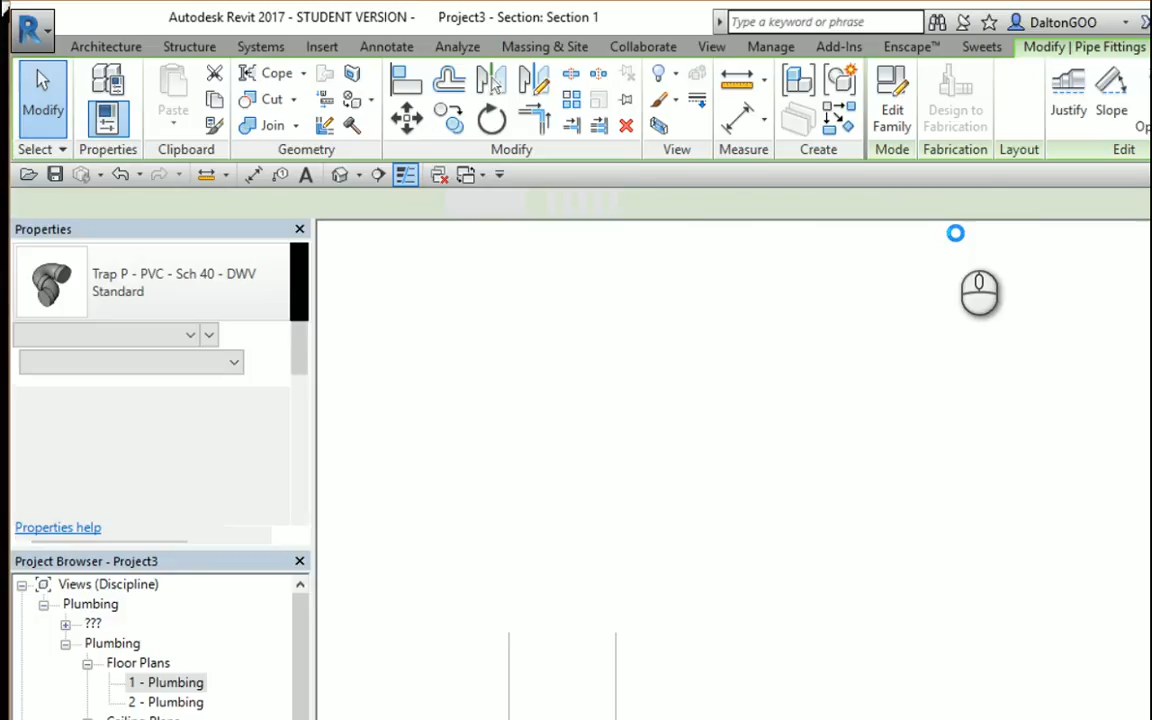 Autodesk Revit 2017 - STUDENT VERSION - Project3 - Section: Section 1
Type a keyword or phrase
DaltonGOO
Architecture Structure Systems Insert Annotate Analyze Massing & Site Collaborate View Manage Add-Ins Enscape™ Sweets Modify | Pipe Fittings
Modify
Paste
Cope
Cut
Join
Edit
Family
Design to
Fabrication
Justify Slope
Select Properties Clipboard Geometry Modify View Measure Create Mode Fabrication Layout Edit
A
Properties
Trap P - PVC - Sch 40 - DWV
Standard
Properties help
Project Browser - Project3
Views (Discipline)
Plumbing
???
Plumbing
Floor Plans
1 - Plumbing
2 - Plumbing